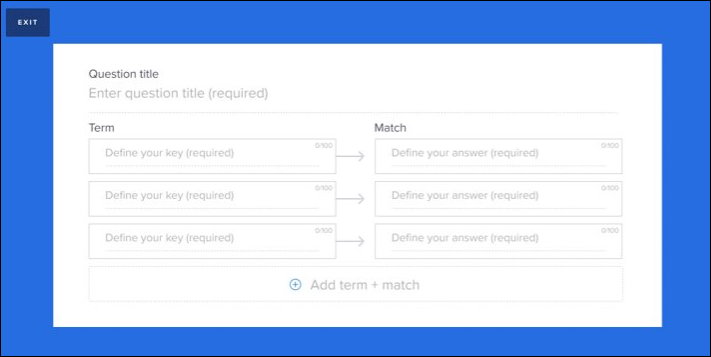 EXIT
Question title
Enter question title (required)
Term Match
Define your key (required) 0/100 Define your answer (required) 0/100
Define your key (required) 0/100 Define your answer (required) 0/100
Define your key (required) 0/100 Define your answer (required) 0/100
Add term + match